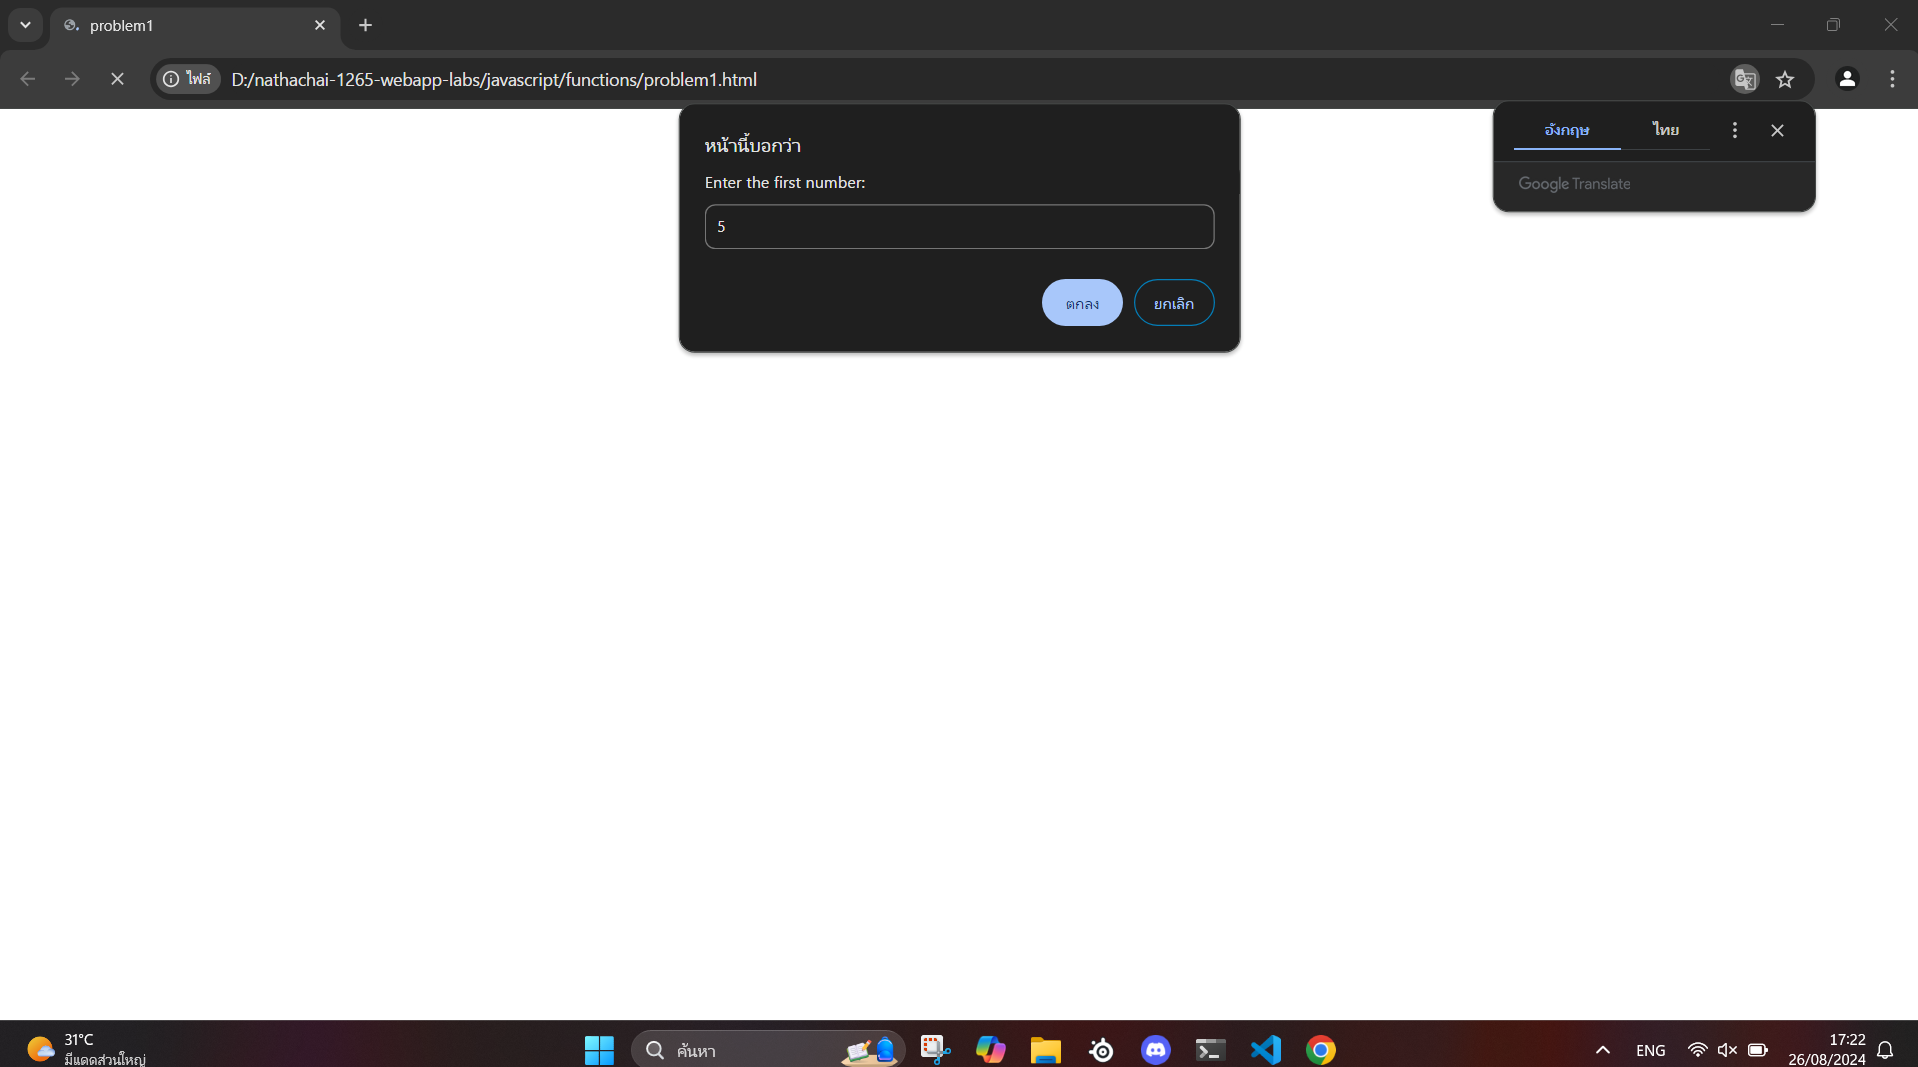 problem1
ไฟล์
D:/nathachai-1265-webapp-labs/javascript/functions/problem1.html
หน้านี้บอกว่า
Enter the first number:
5
ตกลง
ยกเลิก
อังกฤษ
ไทย
Google Translate
31°C
มีแดดส่วนใหญ่
ค้นหา
ENG
17:22
26/08/2024